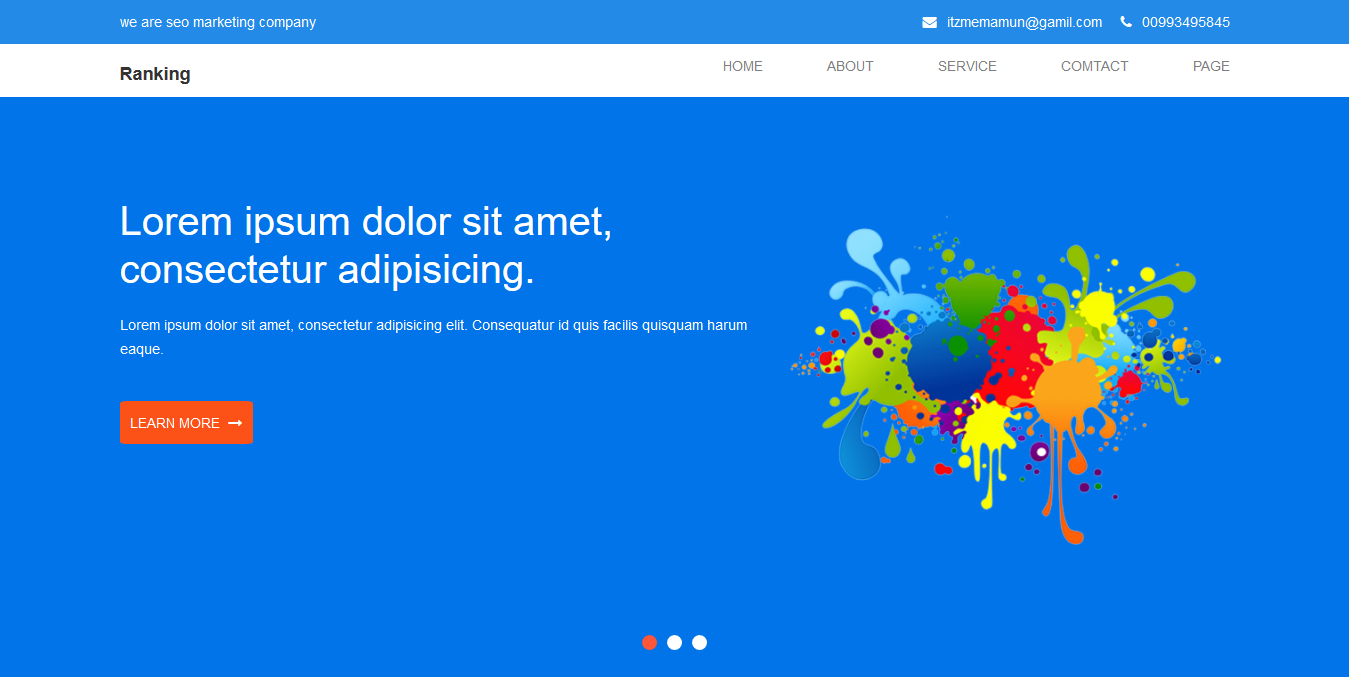 we are seo marketing company
itzmemamun@gamil.com 00993495845
Ranking
HOME ABOUT SERVICE COMTACT PAGE
Lorem ipsum dolor sit amet,
consectetur adipisicing.
Lorem ipsum dolor sit amet, consectetur adipisicing elit. Consequatur id quis facilis quisquam harum
eaque.
LEARN MORE